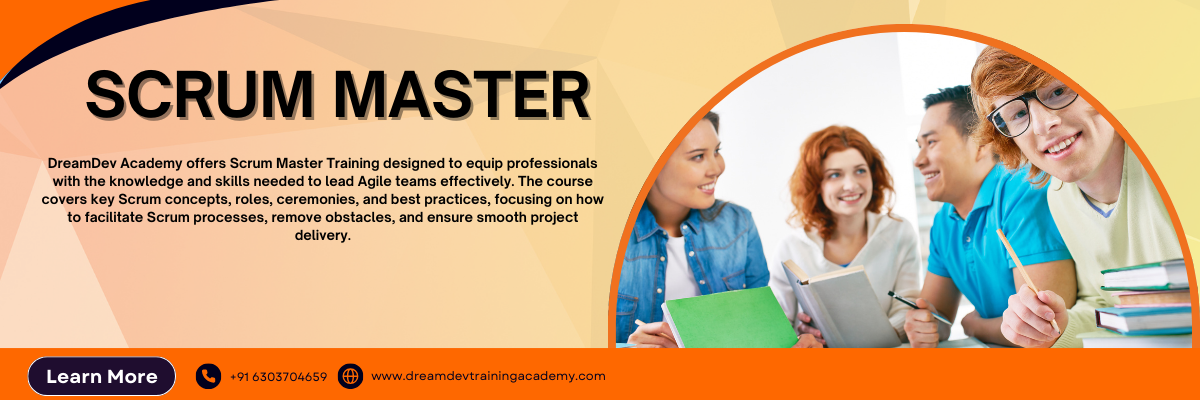 SCRUM MASTER
DreamDev Academy offers Scrum Master Training designed to equip professionals
with the knowledge and skills needed to lead Agile teams effectively. The course
covers key Scrum concepts, roles, ceremonies, and best practices, focusing on how
to facilitate Scrum processes, remove obstacles, and ensure smooth project
delivery.
Learn More
+91 6303704659
www.dreamdevtrainingacademy.com